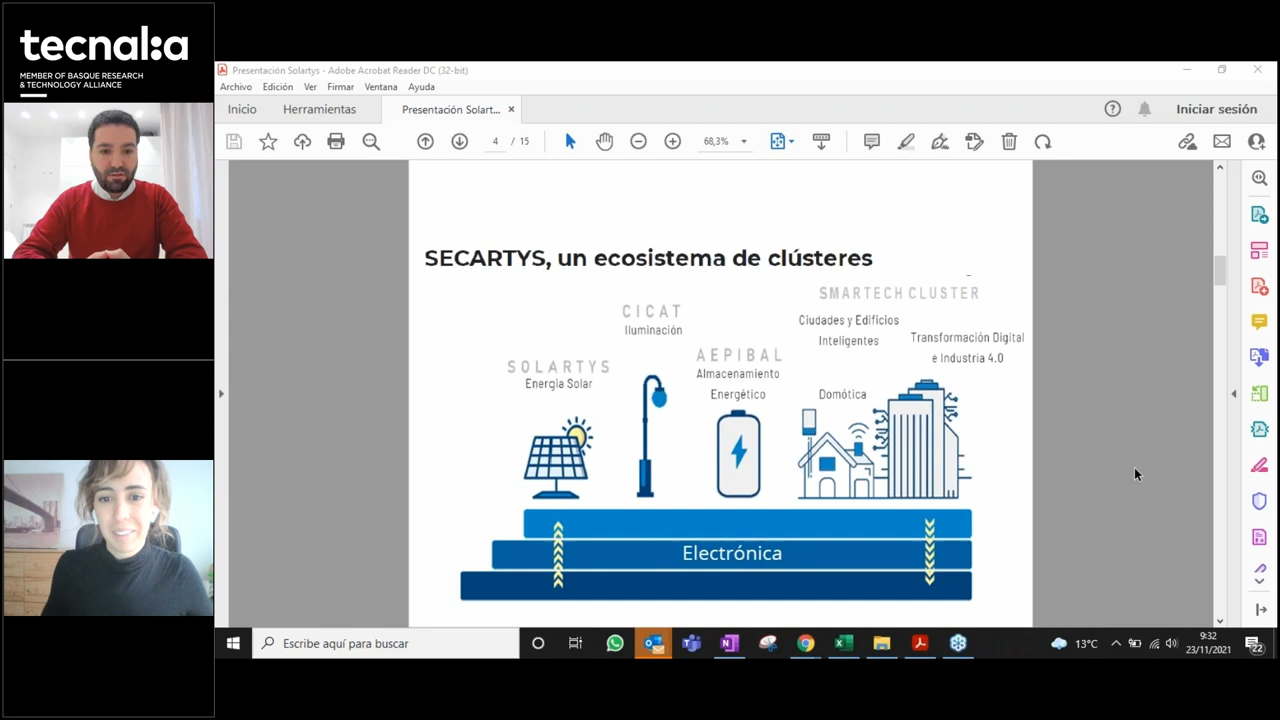 tecnal:a
MEMBER OF BASQUE RESEARCH
& TECHNOLOGY ALLIANCE
Presentación Solartys - Adobe Acrobat Reader DC (32-bit)
Archivo Edición Ver Firmar Ventana Ayuda
Inicio Herramientas Presentación Solart... × Iniciar sesión
4 / 15 68,3%
SECARTYS, un ecosistema de clústeres
SMARTECH CLUSTER
CICAT
Iluminación
Ciudades y Edificios
Inteligentes
Transformación Digital
e Industria 4.0
AEPIBAL
Almacenamiento
Energético
SOLARTYS
Energía Solar
Domótica
Electrónica
Escribe aquí para buscar
13°C
9:32
23/11/2021
22